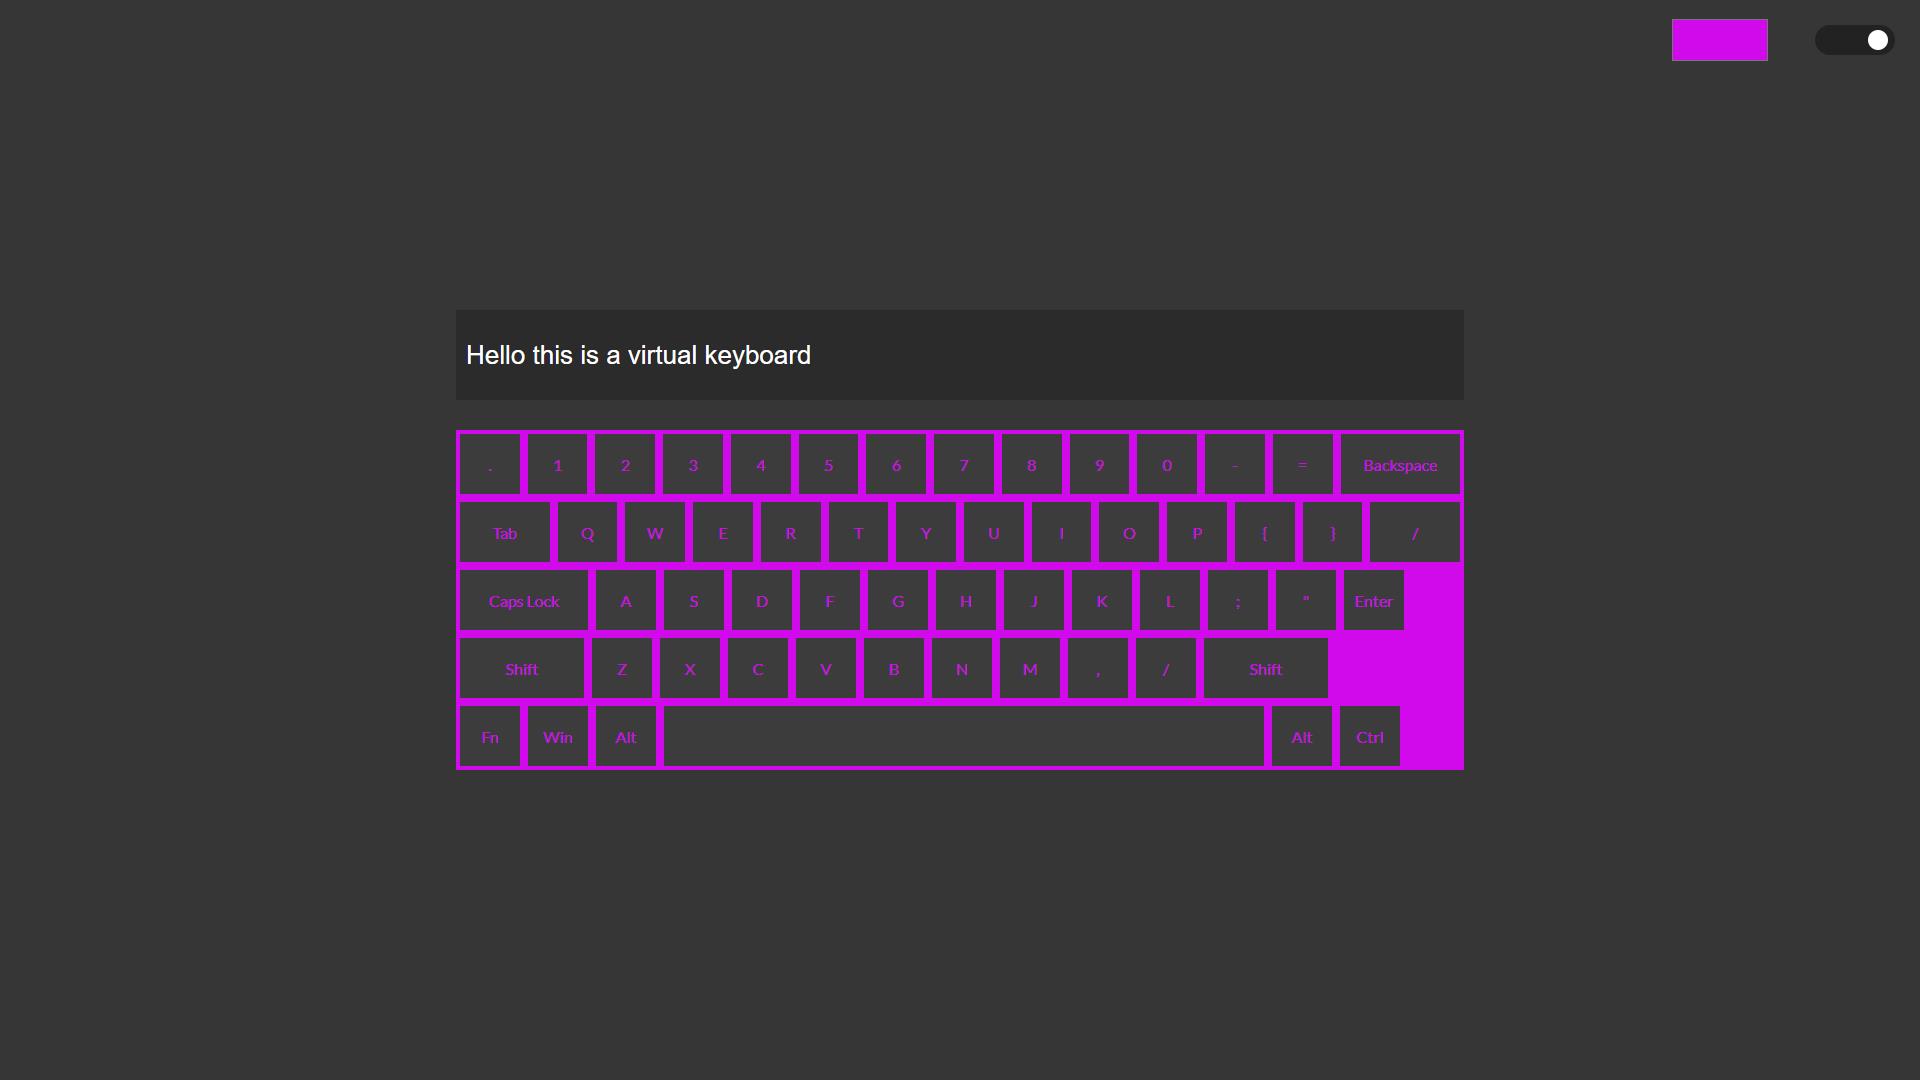 Hello this is a virtual keyboard
. 1 2 3 4 5 6 7 8 9 0 - = Backspace
Tab Q W E R T Y U I O P { } /
Caps Lock A S D F G H J K L ; " Enter
Shift Z X C V B N M , / Shift
Fn Win Alt Alt Ctrl